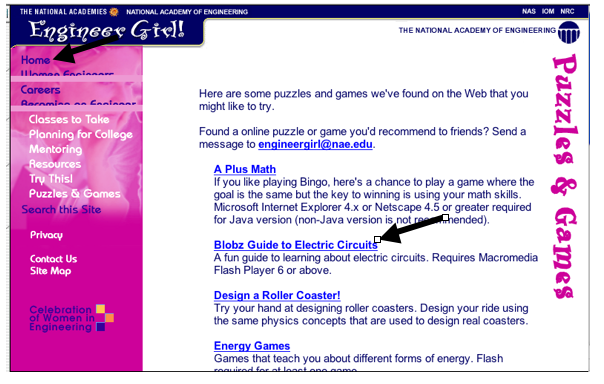 THE NATIONAL ACADEMIES NATIONAL ACADEMY OF ENGINEERING NAS IOM NRC
Engineer Girl!
THE NATIONAL ACADEMY OF ENGINEERING
Home
Women Engineers
Careers
Becoming an Engineer
Classes to Take
Planning for College
Mentoring
Resources
Try This!
Puzzles & Games
Search this Site
Privacy
Contact Us
Site Map
Celebration
of Women in
Engineering
Here are some puzzles and games we've found on the Web that you
might like to try.
Found a online puzzle or game you'd recommend to friends? Send a
message to engineergirl@nae.edu.
A Plus Math
If you like playing Bingo, here's a chance to play a game where the
goal is the same but the key to winning is using your math skills.
Microsoft Internet Explorer 4.x or Netscape 4.5 or greater required
for Java version (non-Java version is not recommended).
Blobz Guide to Electric Circuits
A fun guide to learning about electric circuits. Requires Macromedia
Flash Player 6 or above.
Design a Roller Coaster!
Try your hand at designing roller coasters. Design your ride using
the same physics concepts that are used to design real coasters.
Energy Games
Games that teach you about different forms of energy. Flash
required for at least one game.
Puzzles & Games